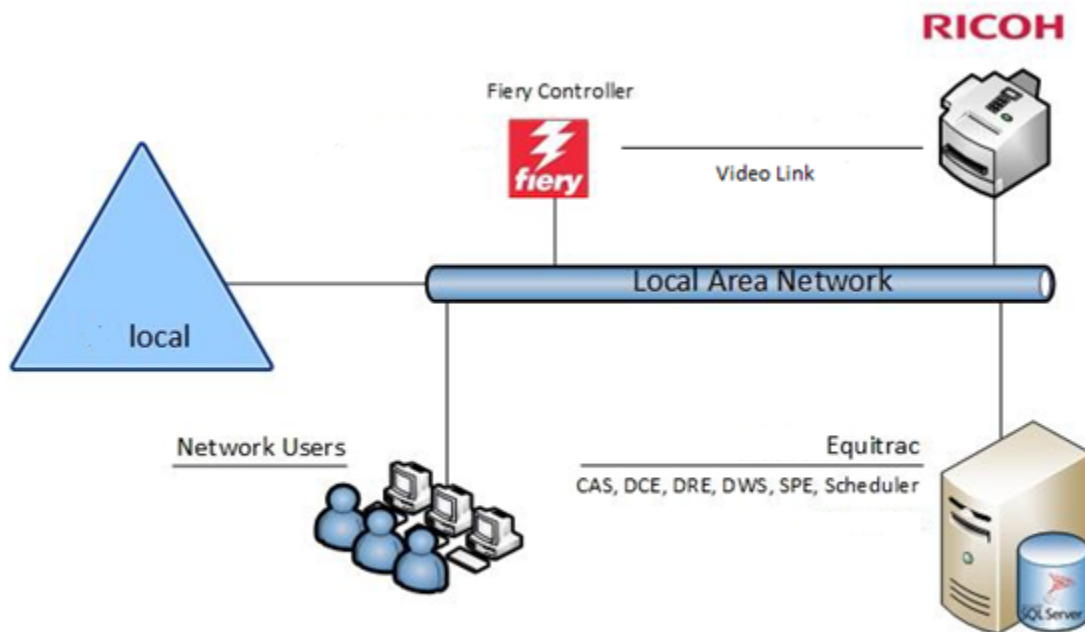 RICOH
Fiery Controller
fiery
Video Link
Local Area Network
local
Network Users
Equitrac
CAS, DCE, DRE, DWS, SPE, Scheduler
SQL Server